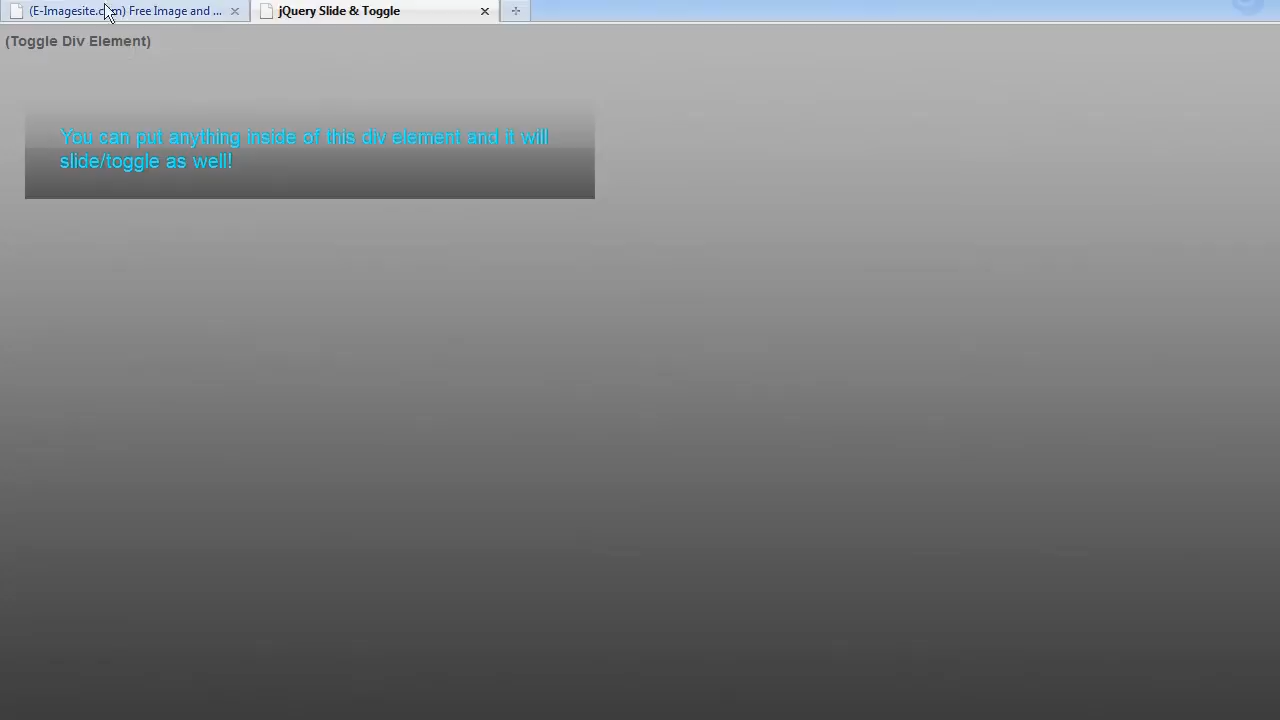 (E-Imagesite.com) Free Image and ...
jQuery Slide & Toggle
(Toggle Div Element)
You can put anything inside of this div element and it will
slide/toggle as well!